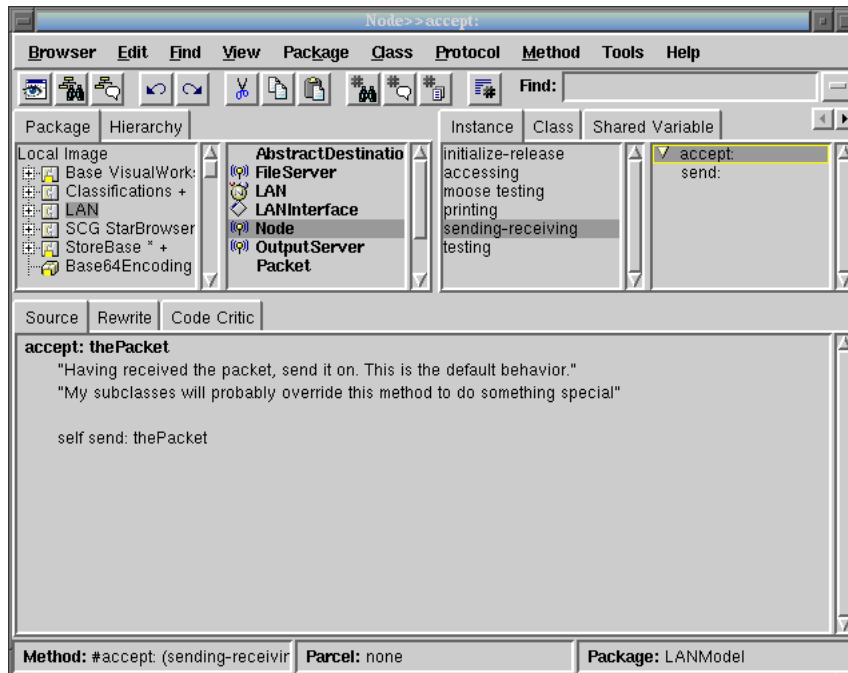 Node>>accept:
Browser Edit Find View Package Class Protocol Method Tools Help
Find:
Package Hierarchy
Instance Class Shared Variable
Local Image
Base VisualWork
Classifications +
LAN
SCG StarBrowser
StoreBase * +
Base64Encoding
AbstractDestinatio
FileServer
LAN
LANInterface
Node
OutputServer
Packet
initialize-release
accessing
moose testing
printing
sending-receiving
testing
accept:
send:
Source Rewrite Code Critic
accept: thePacket
"Having received the packet, send it on. This is the default behavior."
"My subclasses will probably override this method to do something special"
self send: thePacket
Method: #accept: (sending-receivin
Parcel: none
Package: LANModel